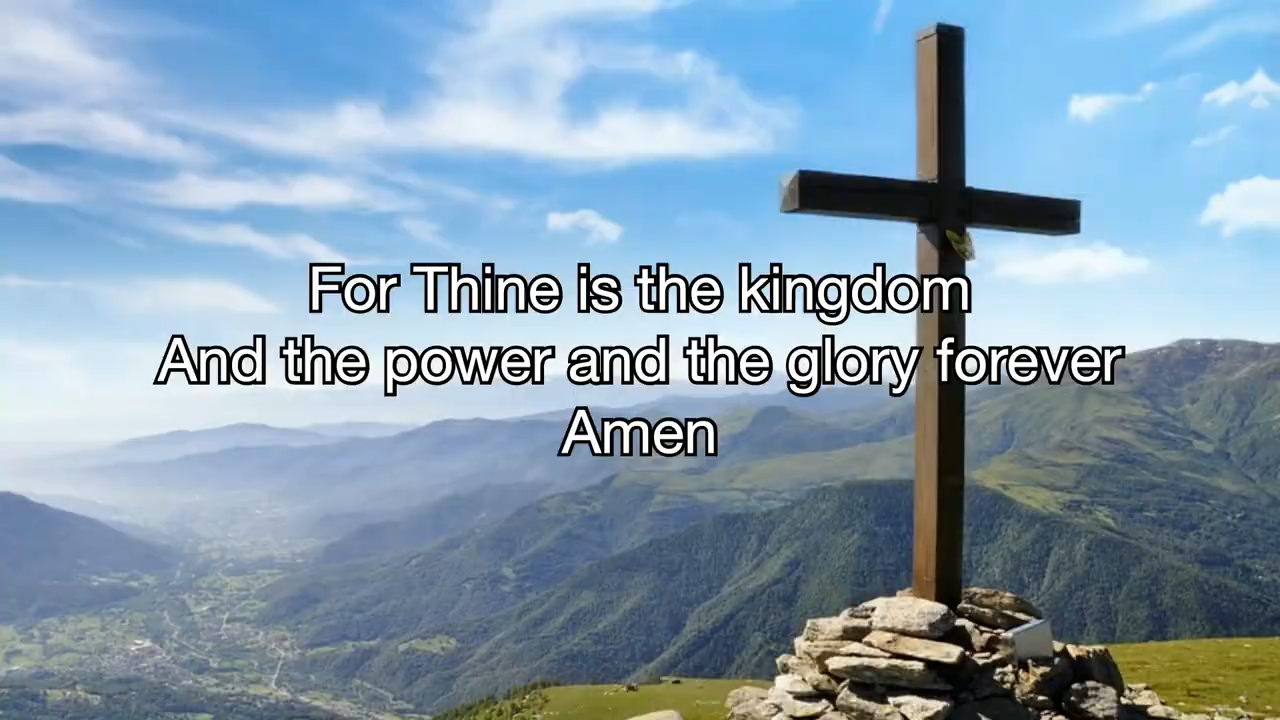 For Thine is the kingdom
And the power and the glory forever
Amen